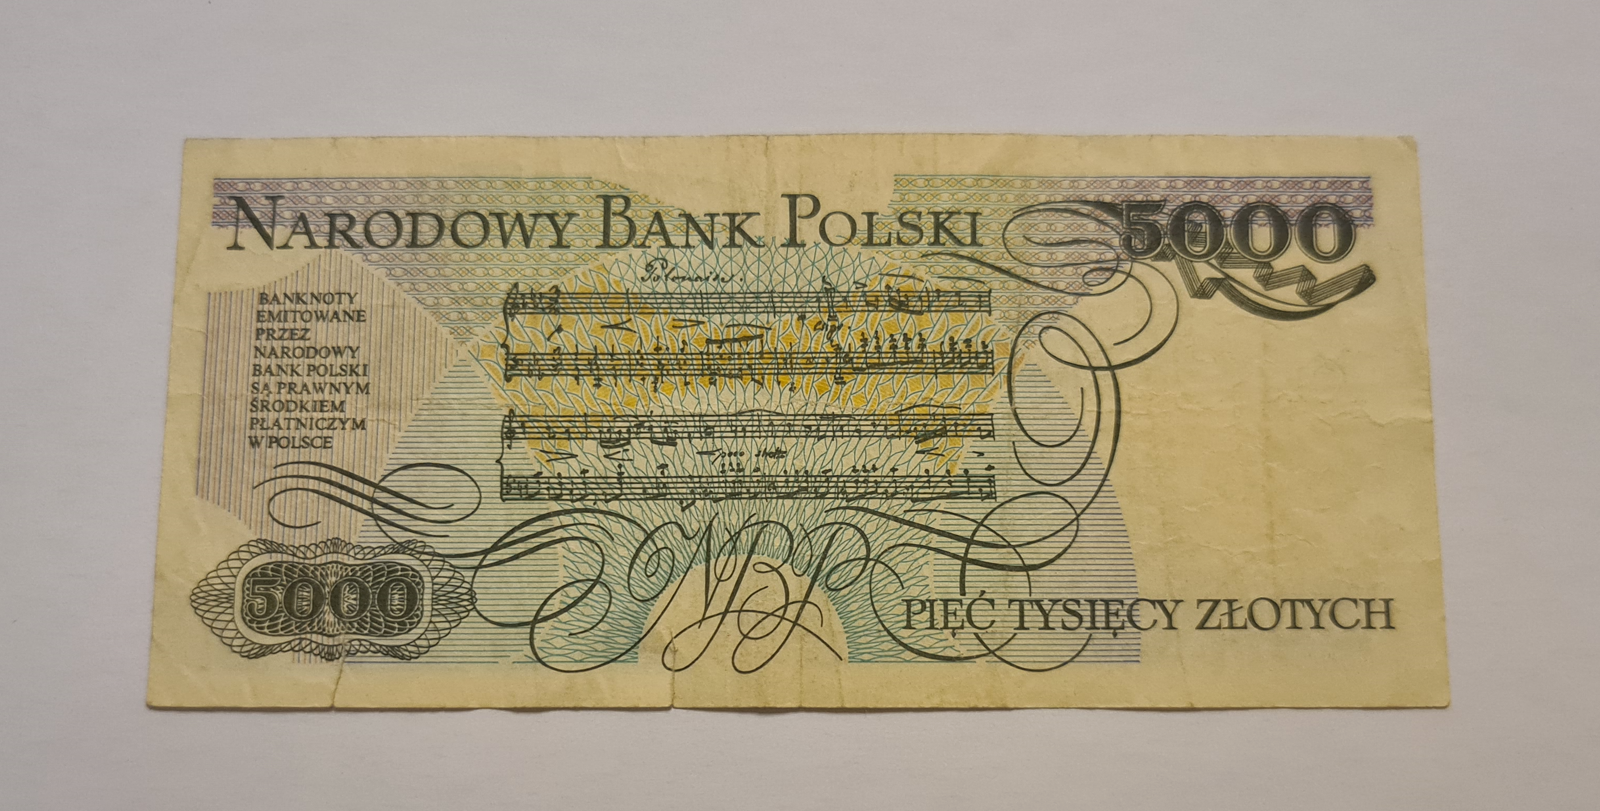 NARODOWY BANK POLSKI
5000
Polonaise.
BANKNOTY
EMITOWANE
PRZEZ
NARODOWY
BANK POLSKI
SĄ PRAWNYM
ŚRODKIEM
PŁATNICZYM
W POLSCE
NBP
5000
PIĘĆ TYSIĘCY ZŁOTYCH